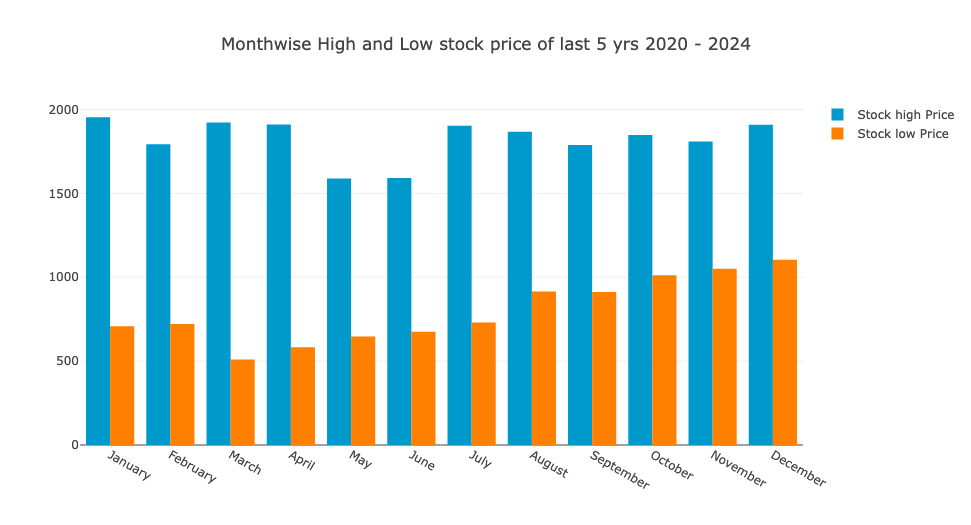 Monthwise High and Low stock price of last 5 yrs 2020 - 2024
Stock high Price
Stock low Price
2000
1500
1000
500
0
January
February
March
April
May
June
July
August
September
October
November
December